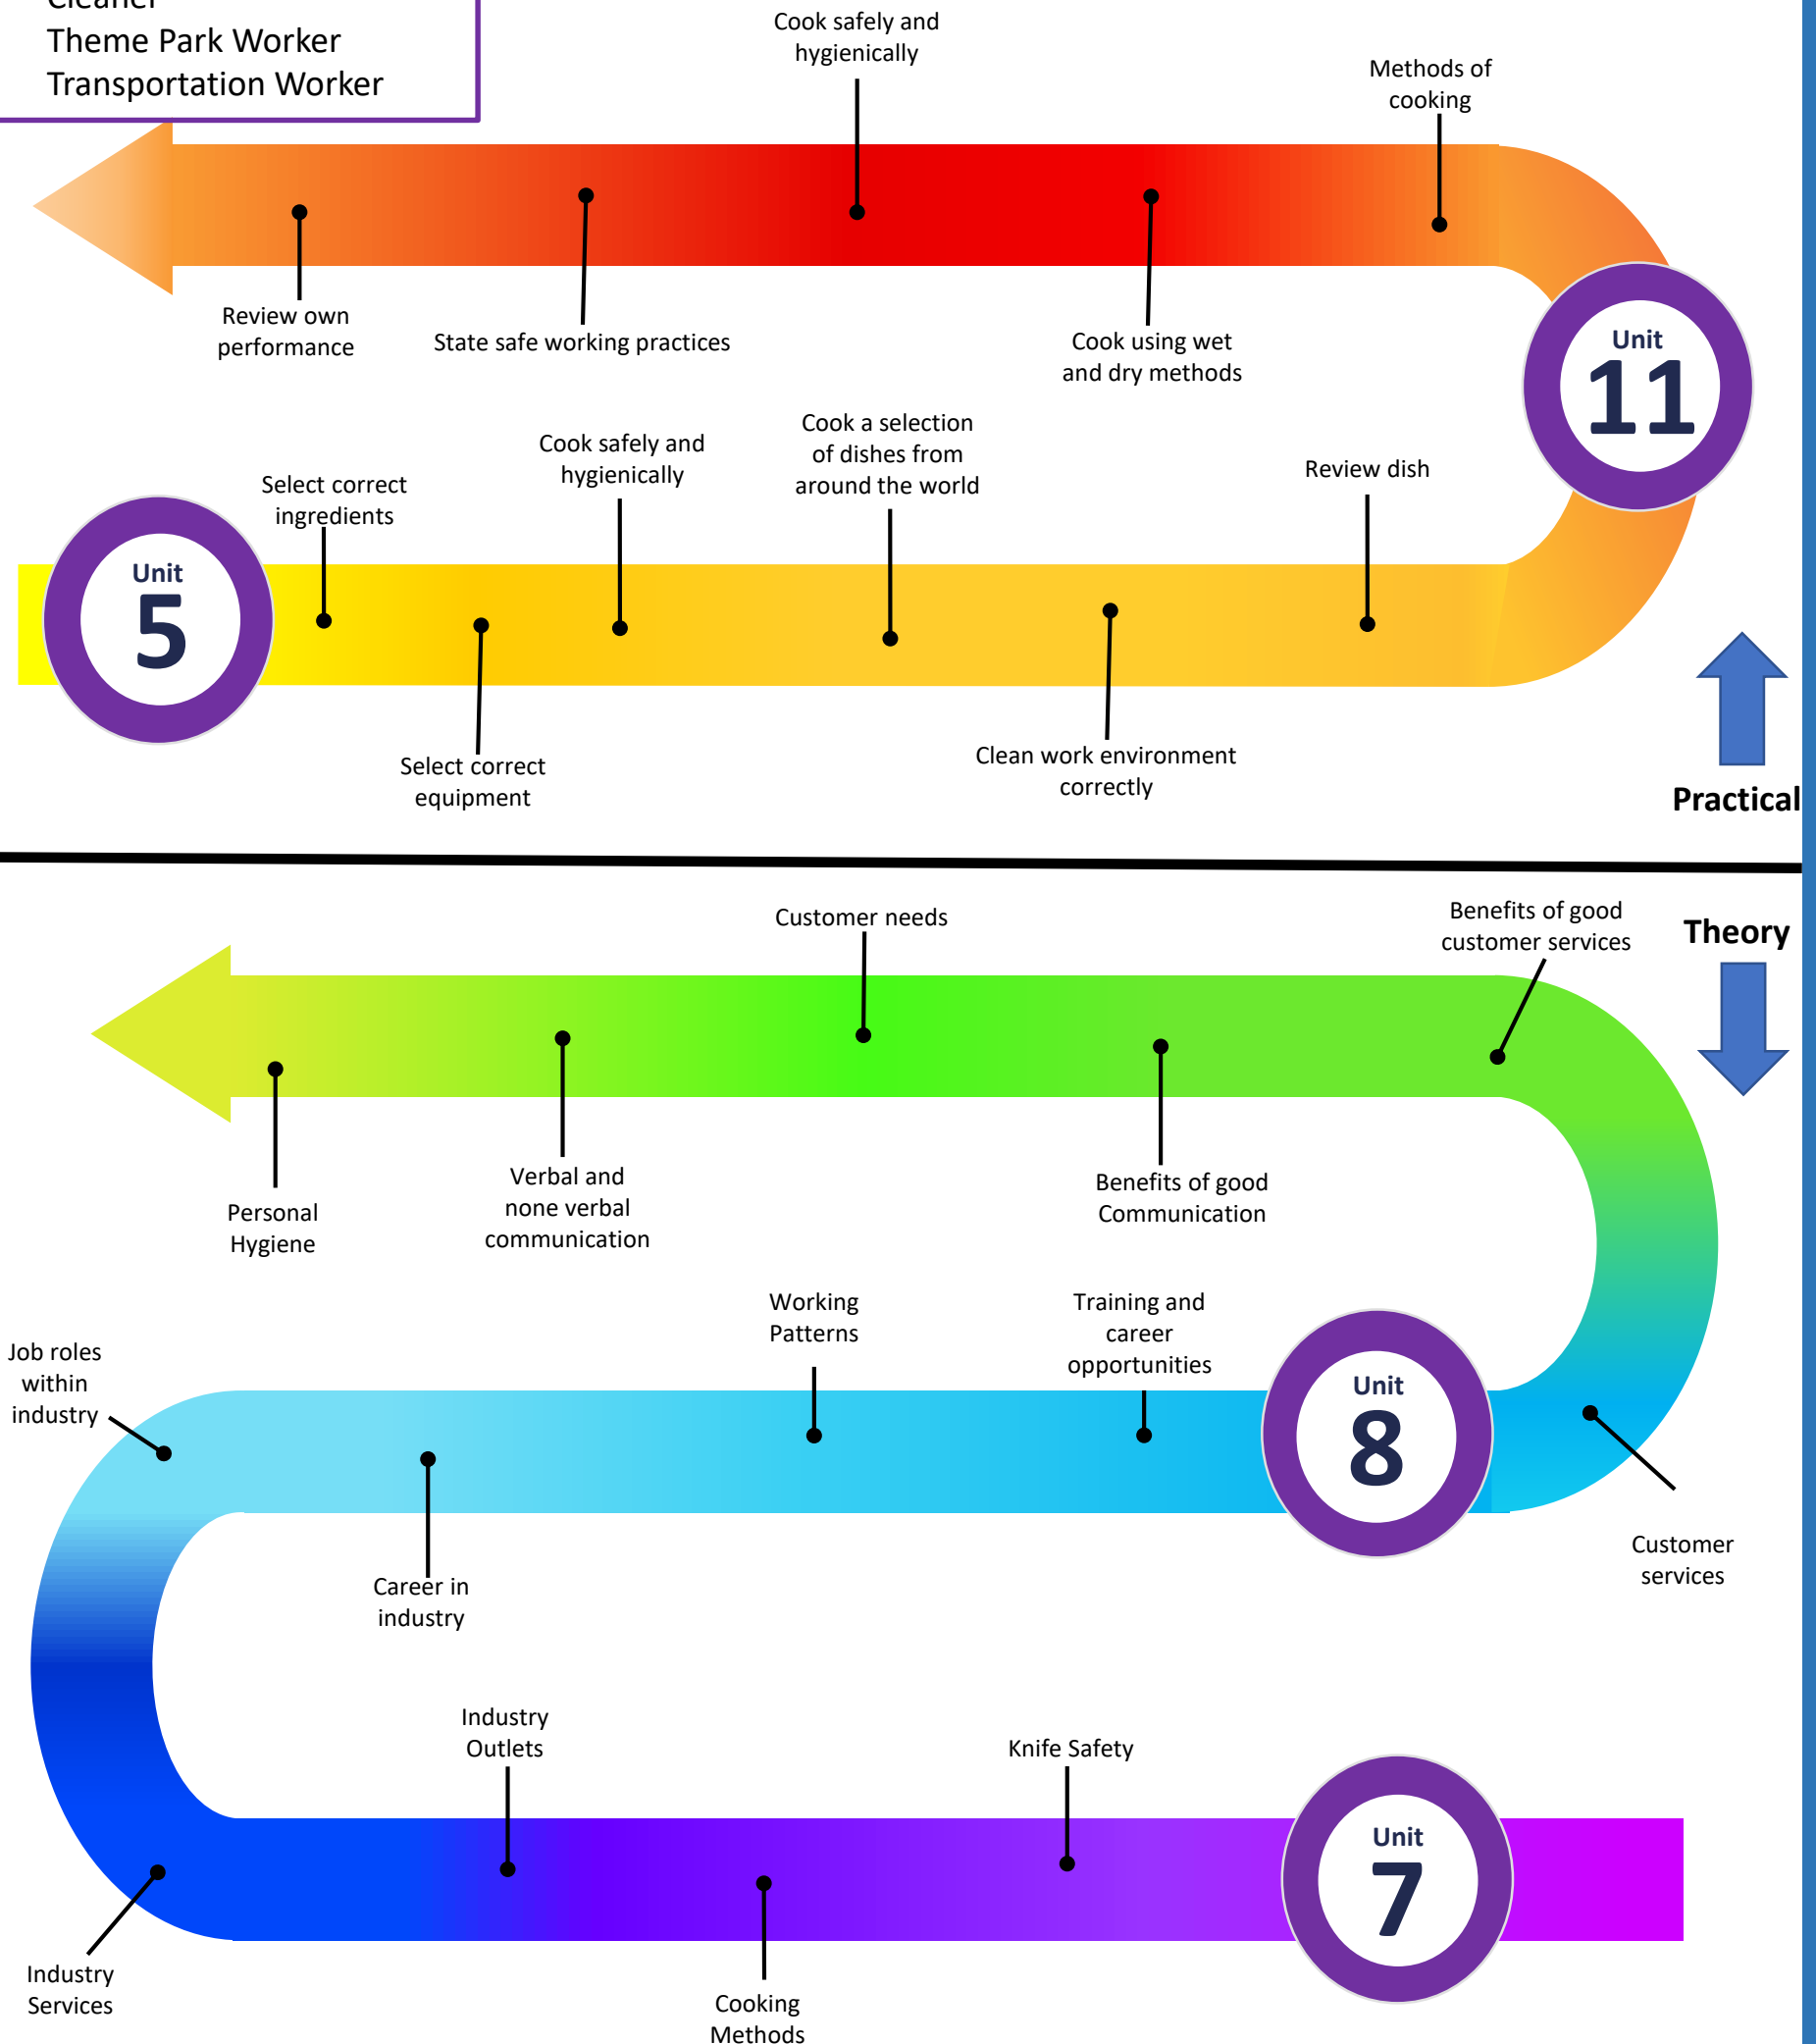 Cleaner
Theme Park Worker
Transportation Worker
Cook safely and
hygienically
Methods of
cooking
Review own
performance
State safe working practices
Cook using wet
and dry methods
Unit
11
Select correct
ingredients
Cook safely and
hygienically
Cook a selection
of dishes from
around the world
Review dish
Unit
5
Select correct
equipment
Clean work environment
correctly
Practical
Customer needs
Benefits of good
customer services
Theory
Personal
Hygiene
Verbal and
none verbal
communication
Benefits of good
Communication
Job roles
within
industry
Working
Patterns
Training and
career
opportunities
Unit
8
Career in
industry
Customer
services
Industry
Outlets
Knife Safety
Unit
7
Industry
Services
Cooking
Methods